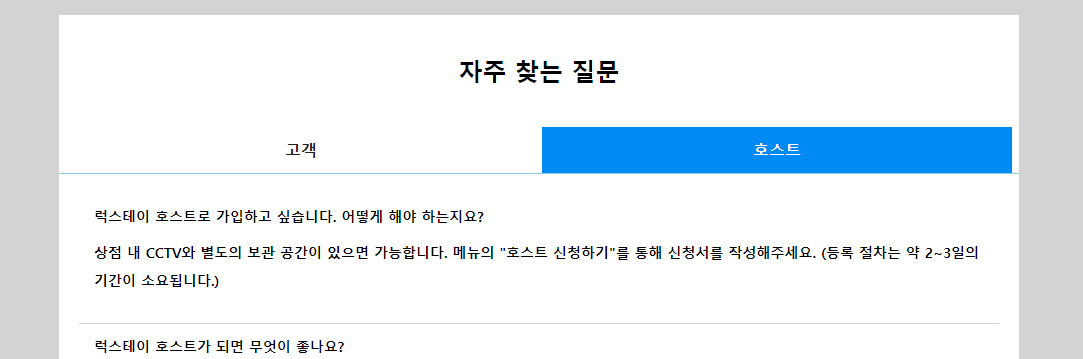 자주 찾는 질문
고객
호스트
럭스테이 호스트로 가입하고 싶습니다. 어떻게 해야 하는지요?
상점 내 CCTV와 별도의 보관 공간이 있으면 가능합니다. 메뉴의 "호스트 신청하기"를 통해 신청서를 작성해주세요. (등록 절차는 약 2~3일의
기간이 소요됩니다.)
럭스테이 호스트가 되면 무엇이 좋나요?